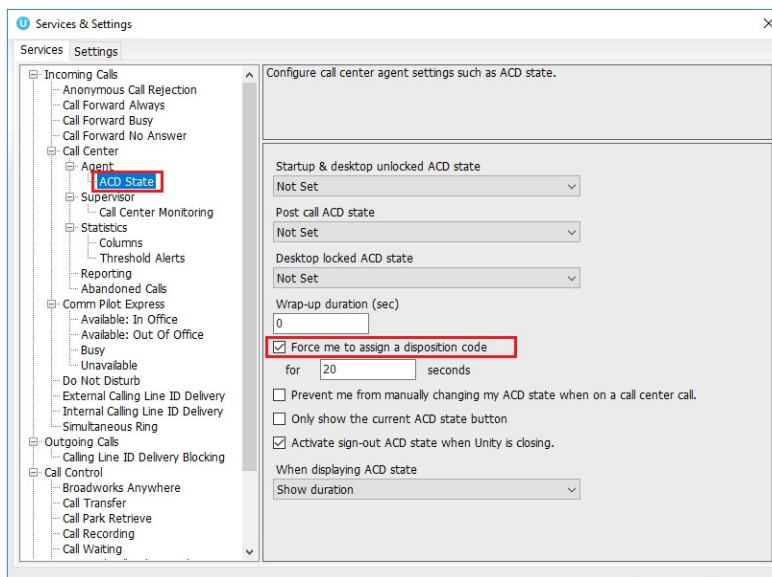 Services & Settings
Services Settings
Incoming Calls
Anonymous Call Rejection
Call Forward Always
Call Forward Busy
Call Forward No Answer
Call Center
Agent
ACD State
Supervisor
Call Center Monitoring
Statistics
Columns
Threshold Alerts
Reporting
Abandoned Calls
Comm Pilot Express
Available: In Office
Available: Out Of Office
Busy
Unavailable
Do Not Disturb
External Calling Line ID Delivery
Internal Calling Line ID Delivery
Simultaneous Ring
Outgoing Calls
Calling Line ID Delivery Blocking
Call Control
Broadworks Anywhere
Call Transfer
Call Park Retrieve
Call Recording
Call Waiting
Configure call center agent settings such as ACD state.
Startup & desktop unlocked ACD state
Not Set
Post call ACD state
Not Set
Desktop locked ACD state
Not Set
Wrap-up duration (sec)
0
Force me to assign a disposition code
for 20 seconds
Prevent me from manually changing my ACD state when on a call center call.
Only show the current ACD state button
Activate sign-out ACD state when Unity is closing.
When displaying ACD state
Show duration